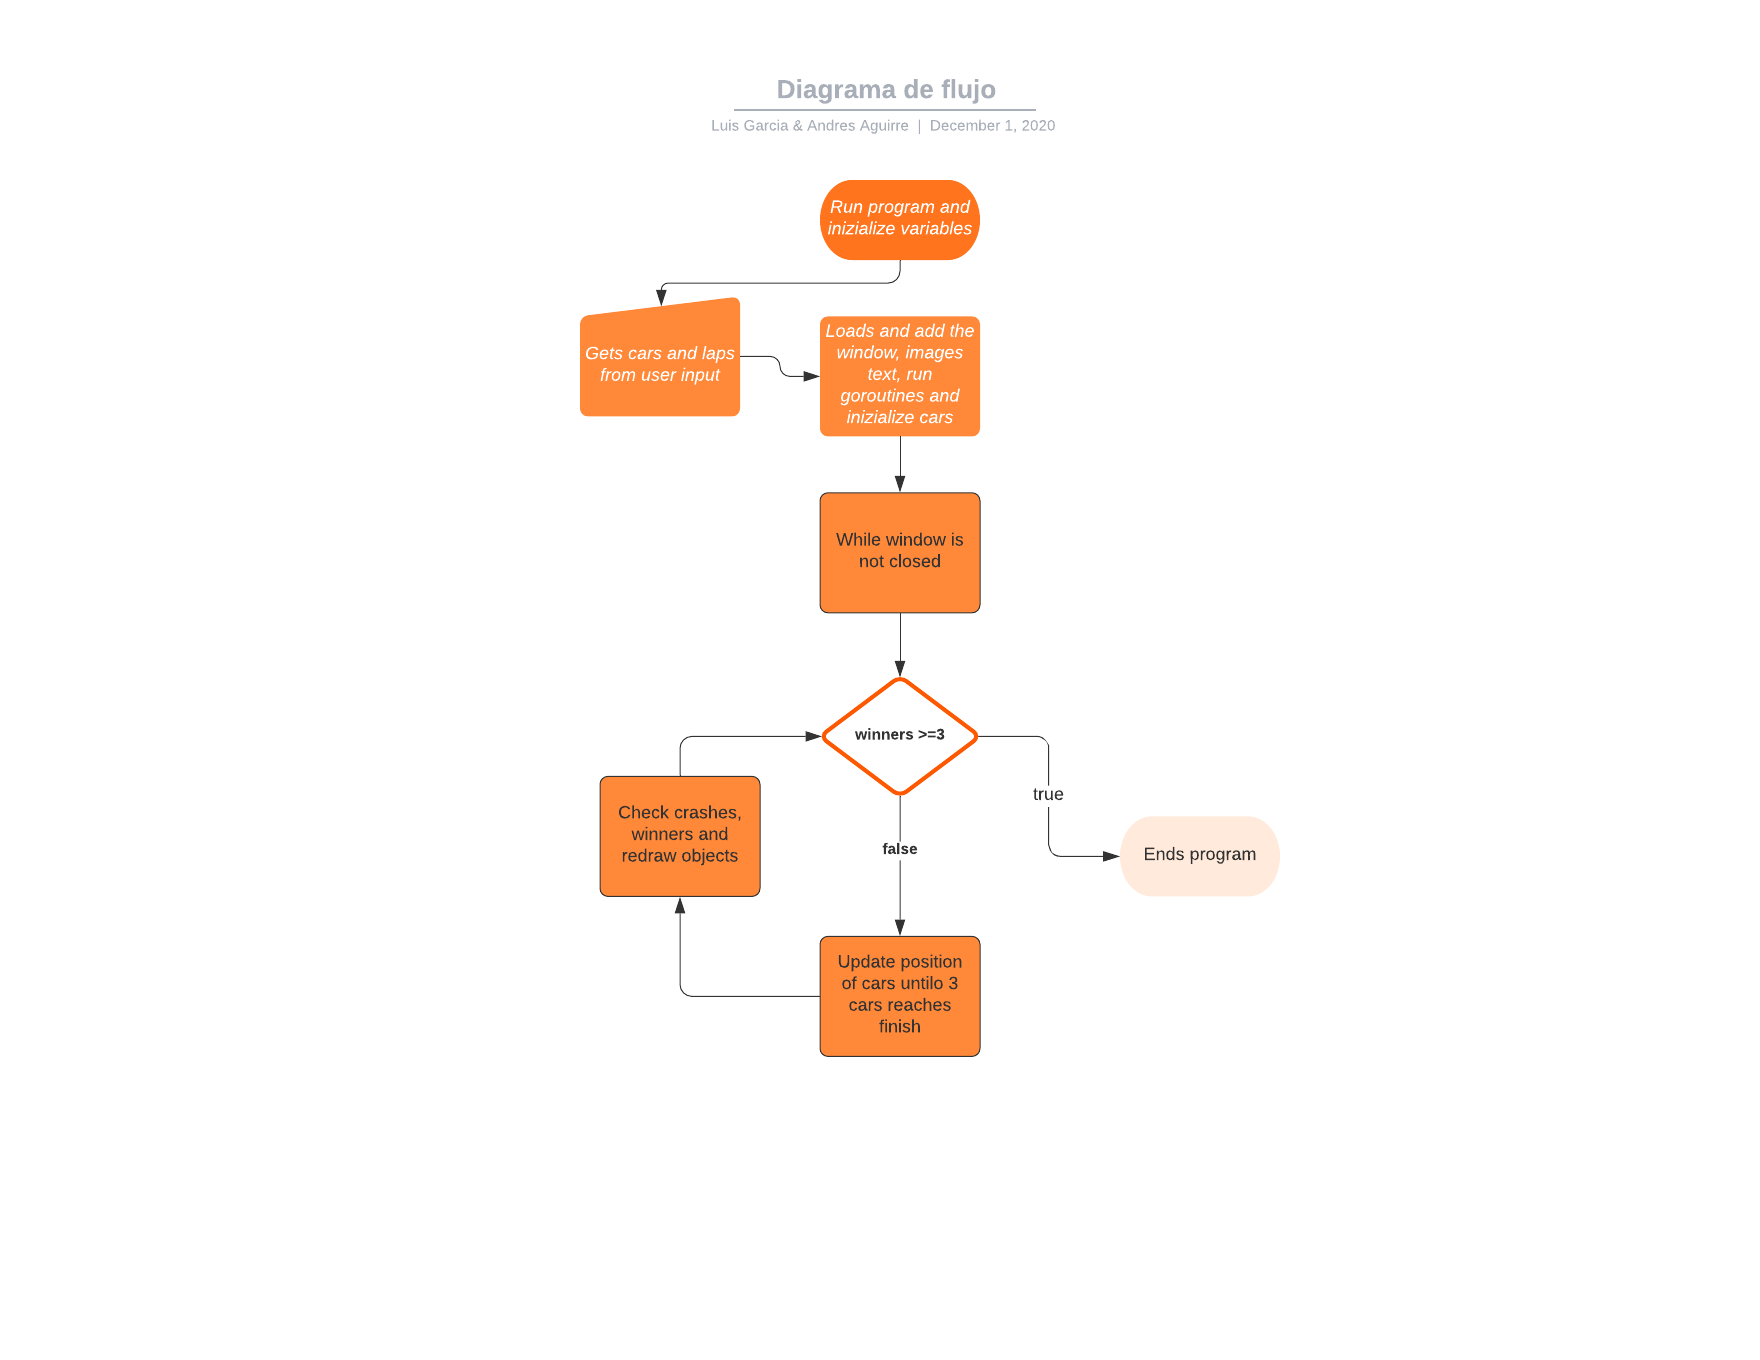 Diagrama de flujo
Luis Garcia & Andres Aguirre | December 1, 2020
Run program and
inizialize variables
Gets cars and laps
from user input
Loads and add the
window, images
text, run
goroutines and
inizialize cars
While window is
not closed
winners >=3
true
Check crashes,
winners and
redraw objects
false
Ends program
Update position
of cars untilo 3
cars reaches
finish